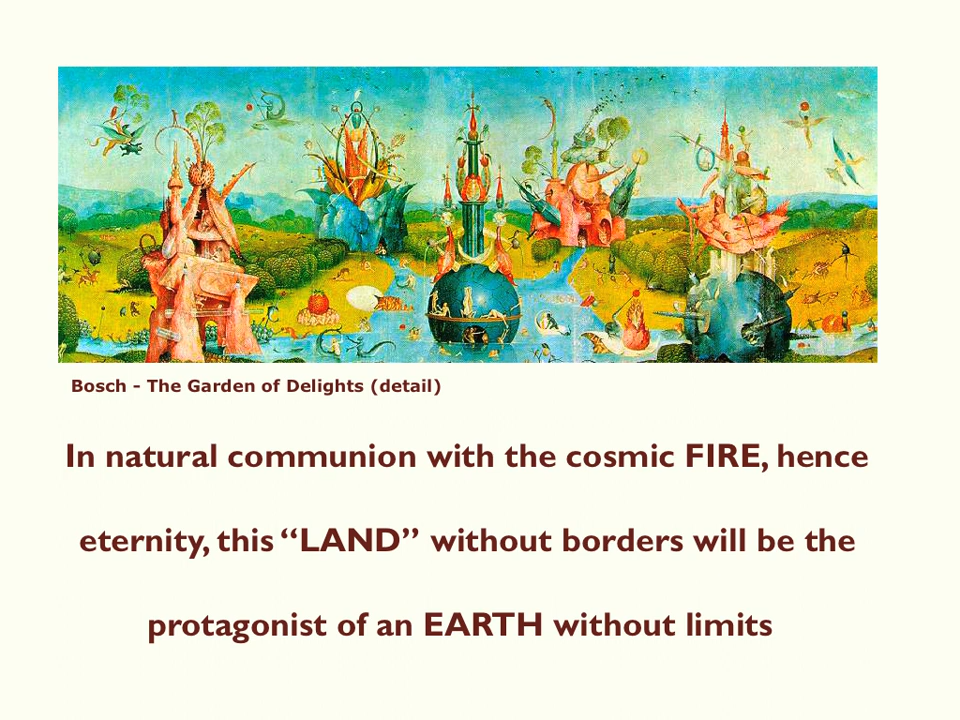 Bosch - The Garden of Delights (detail)
In natural communion with the cosmic FIRE, hence
eternity, this “LAND” without borders will be the
protagonist of an EARTH without limits